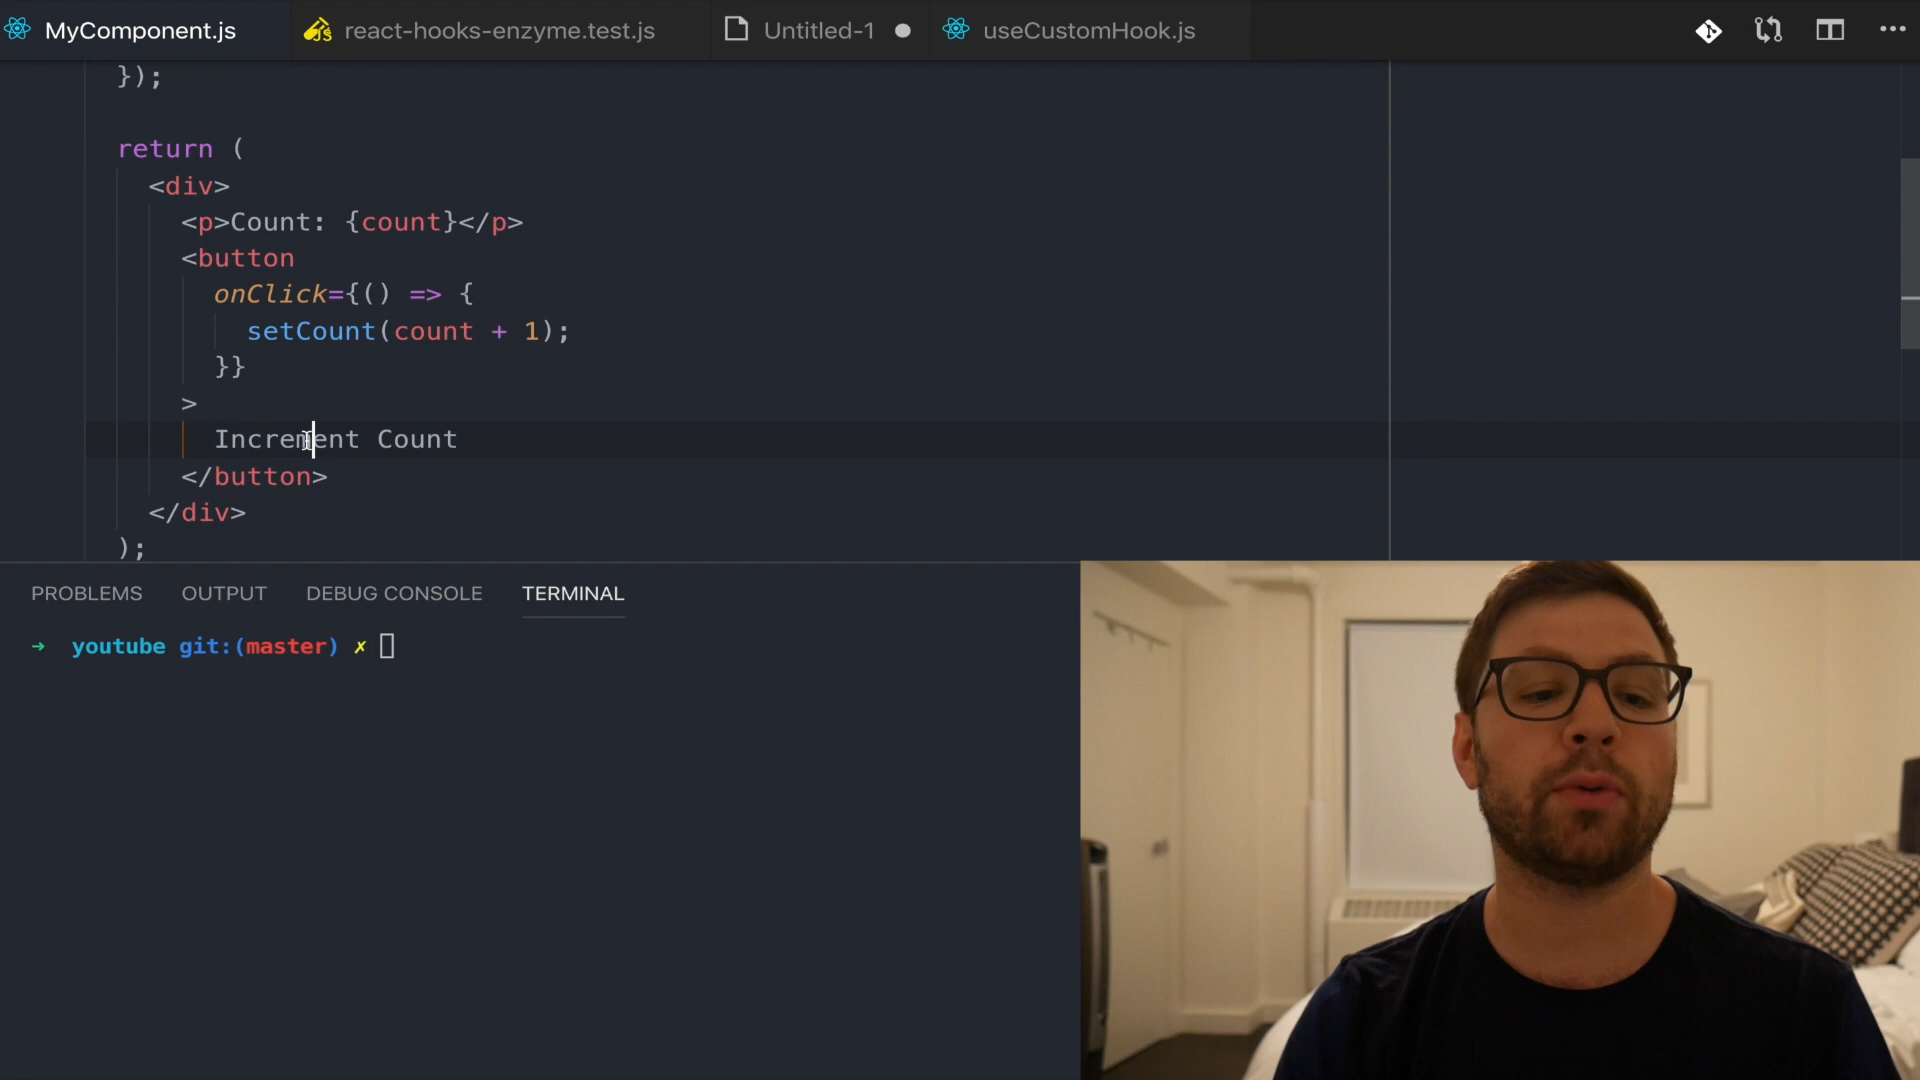 MyComponent.js react-hooks-enzyme.test.js Untitled-1 useCustomHook.js
});
return (
<div>
<p>Count: {count}</p>
<button
onClick={() => {
setCount(count + 1);
}}
>
Increment Count
</button>
</div>
);
PROBLEMS OUTPUT DEBUG CONSOLE TERMINAL
→ youtube git:(master) ✗